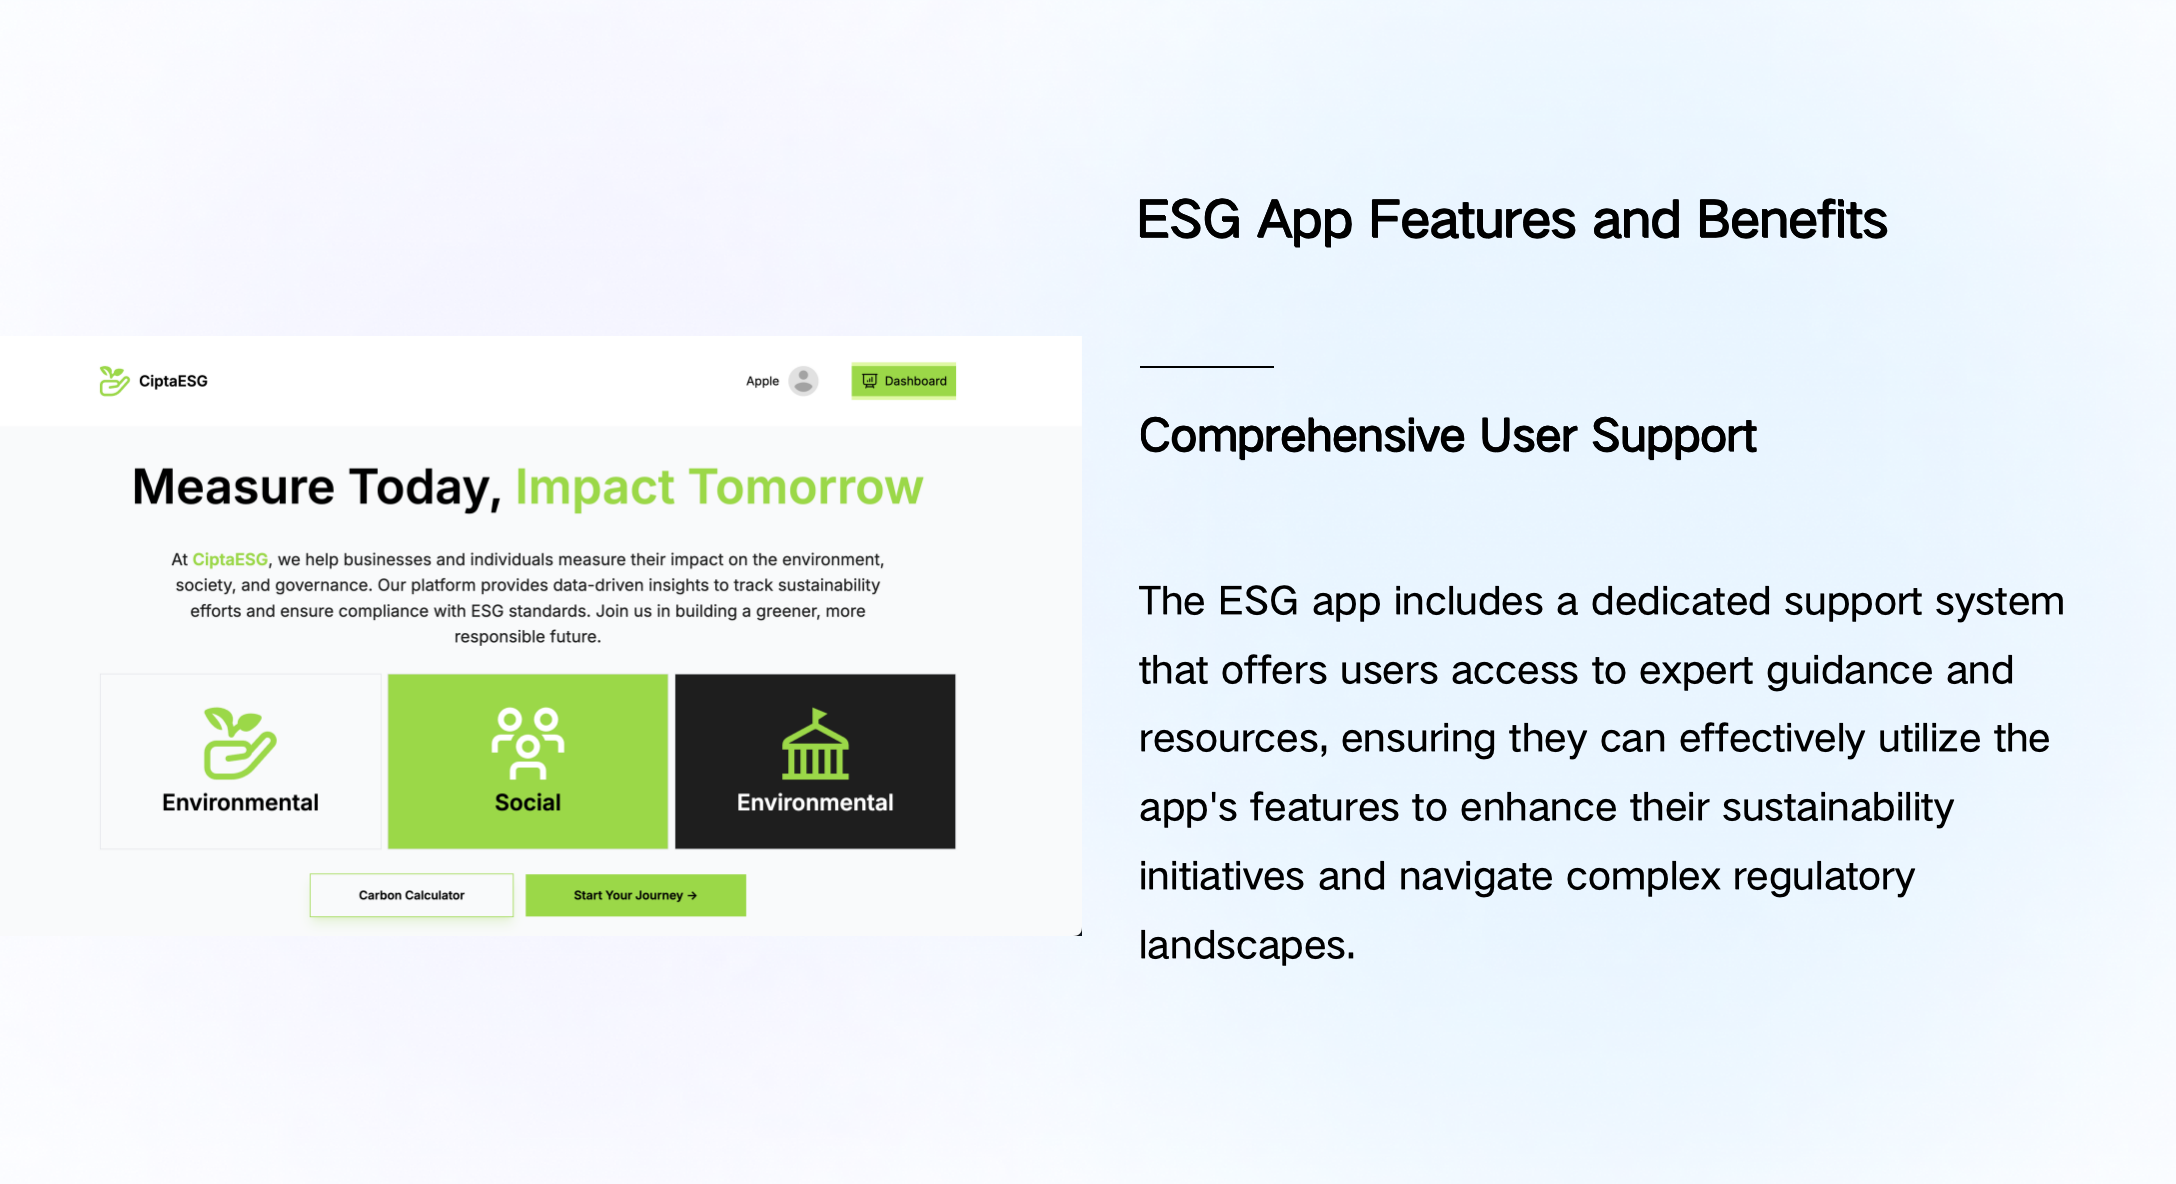 CiptaESG
Apple
Dashboard
Measure Today, Impact Tomorrow
At CiptaESG, we help businesses and individuals measure their impact on the environment,
society, and governance. Our platform provides data-driven insights to track sustainability
efforts and ensure compliance with ESG standards. Join us in building a greener, more
responsible future.
Environmental
Social
Environmental
Carbon Calculator
Start Your Journey →
ESG App Features and Benefits
Comprehensive User Support
The ESG app includes a dedicated support system
that offers users access to expert guidance and
resources, ensuring they can effectively utilize the
app's features to enhance their sustainability
initiatives and navigate complex regulatory
landscapes.